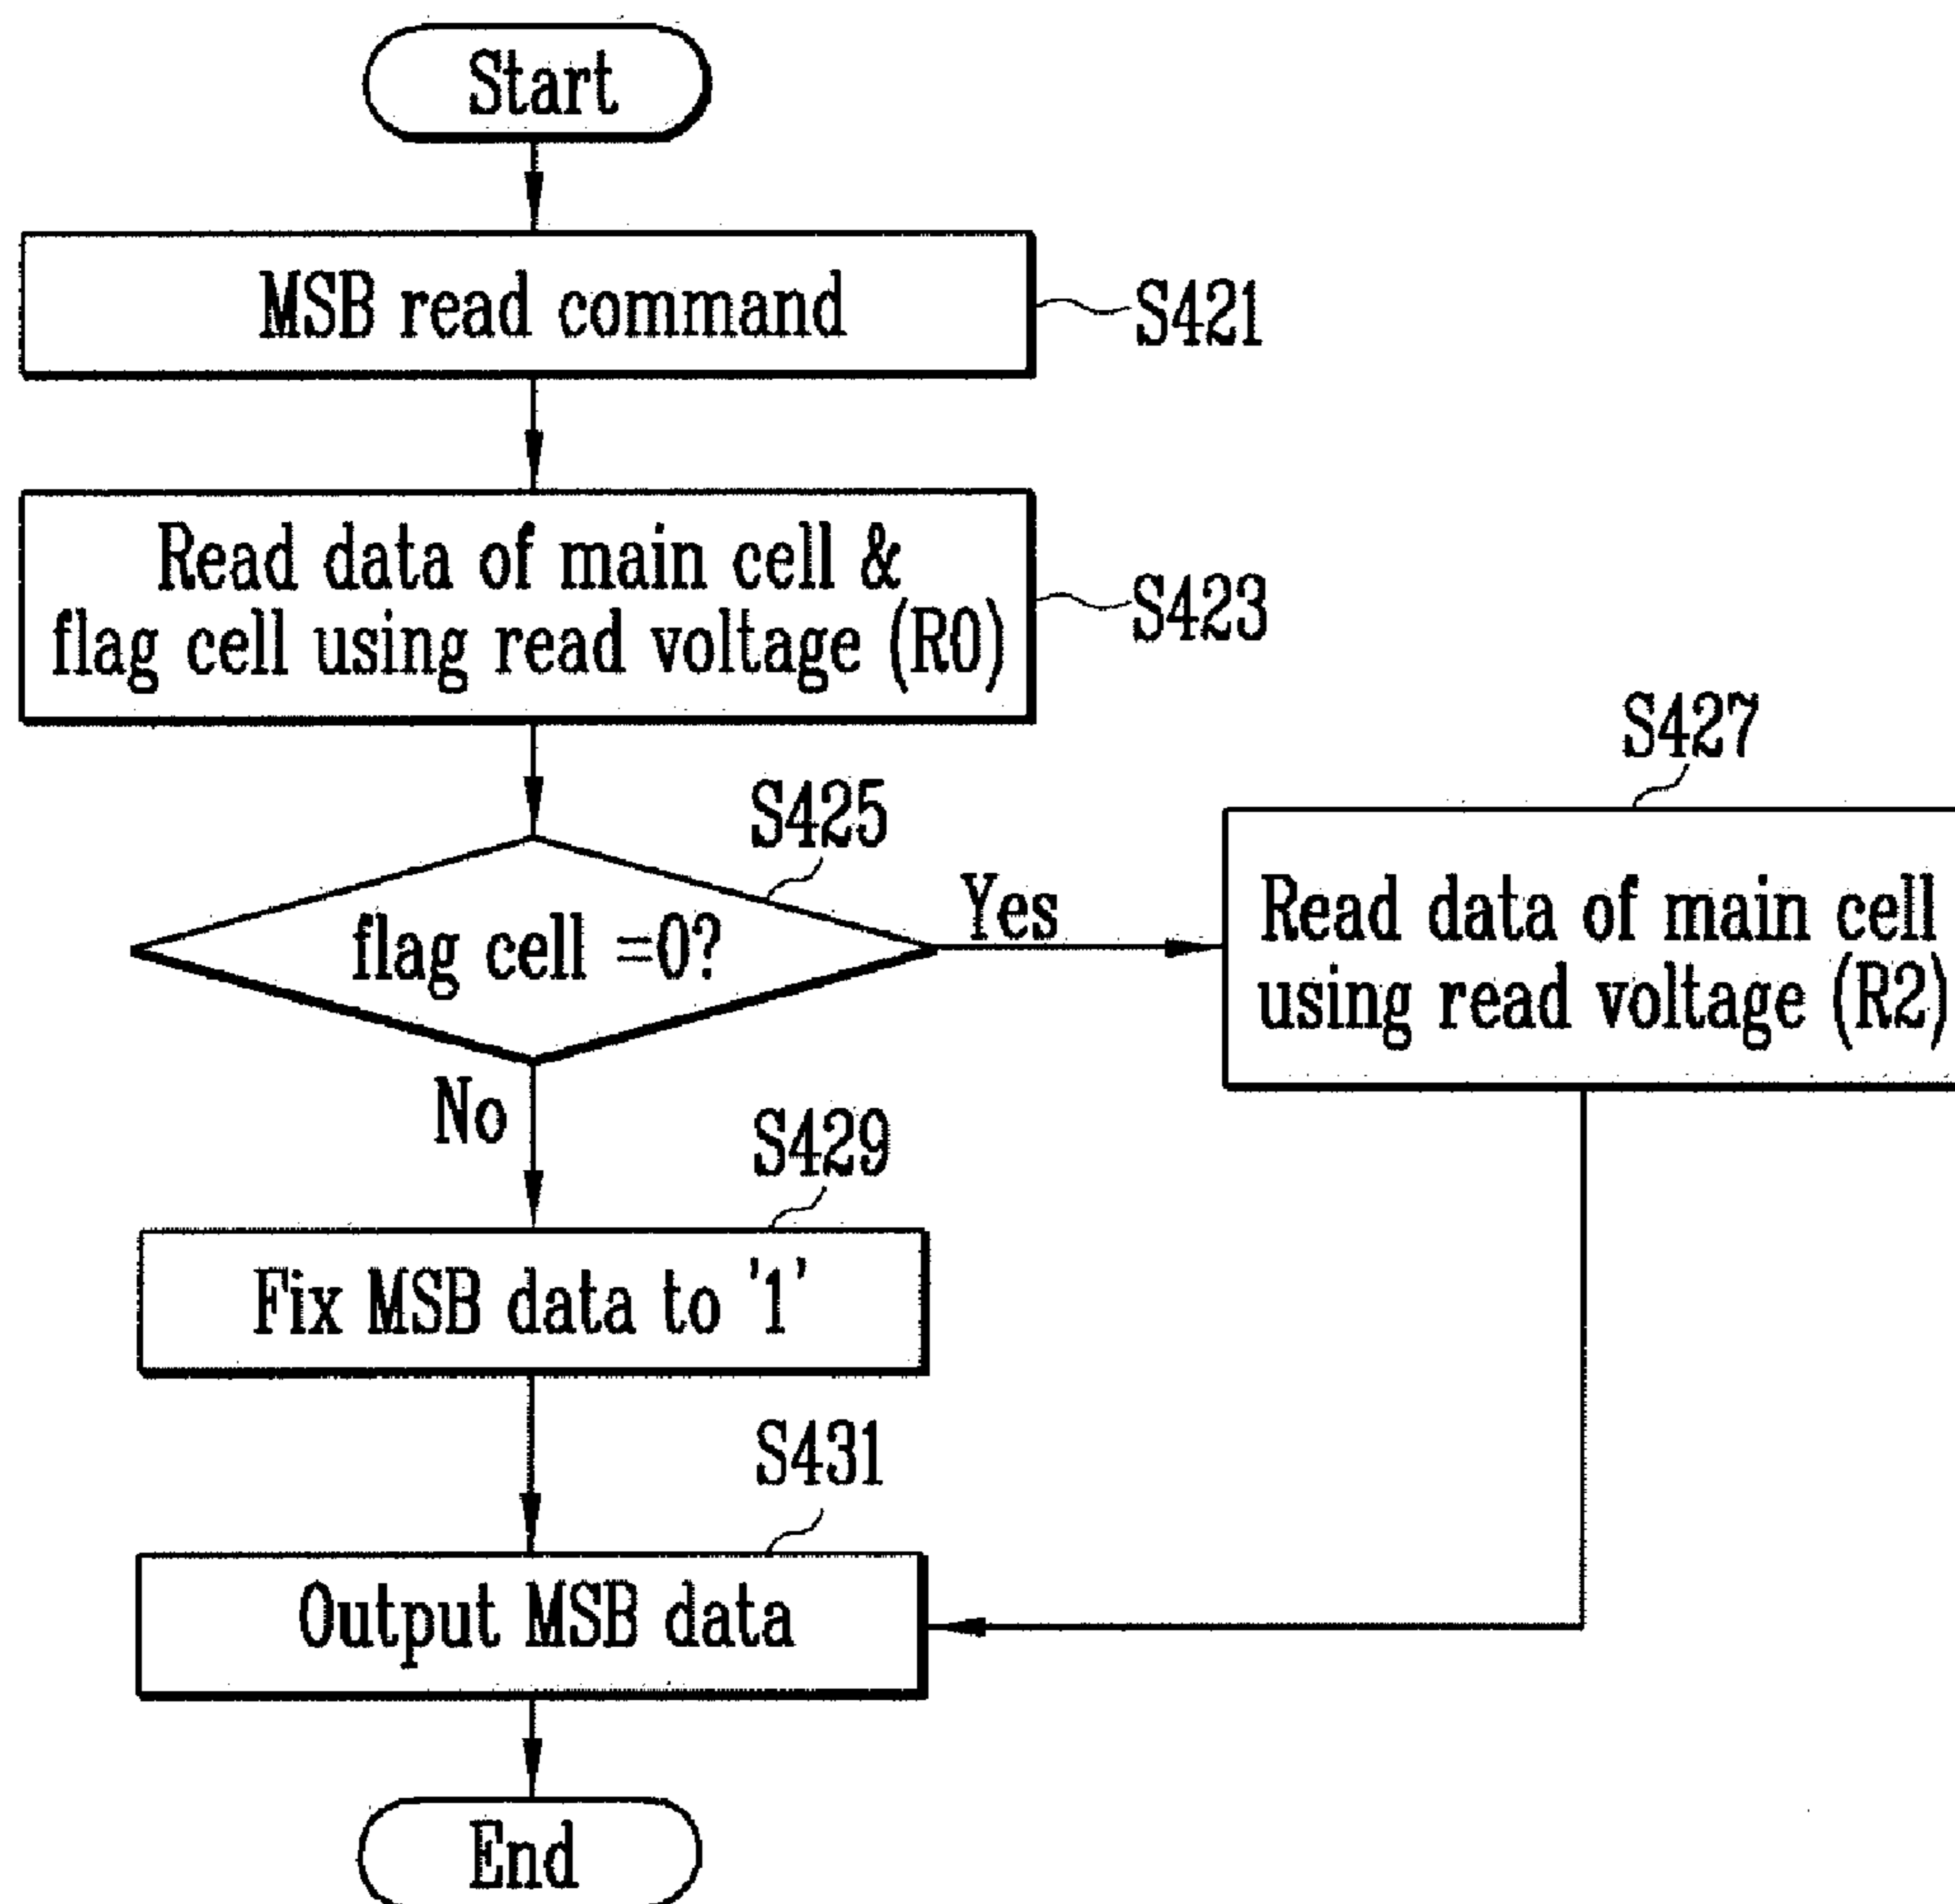 Start
MSB read command
S421
Read data of main cell &
flag cell using read voltage (R0)
S423
S425
flag cell =0?
Yes
S427
Read data of main cell
using read voltage (R2)
No
S429
Fix MSB data to '1'
S431
Output MSB data
End